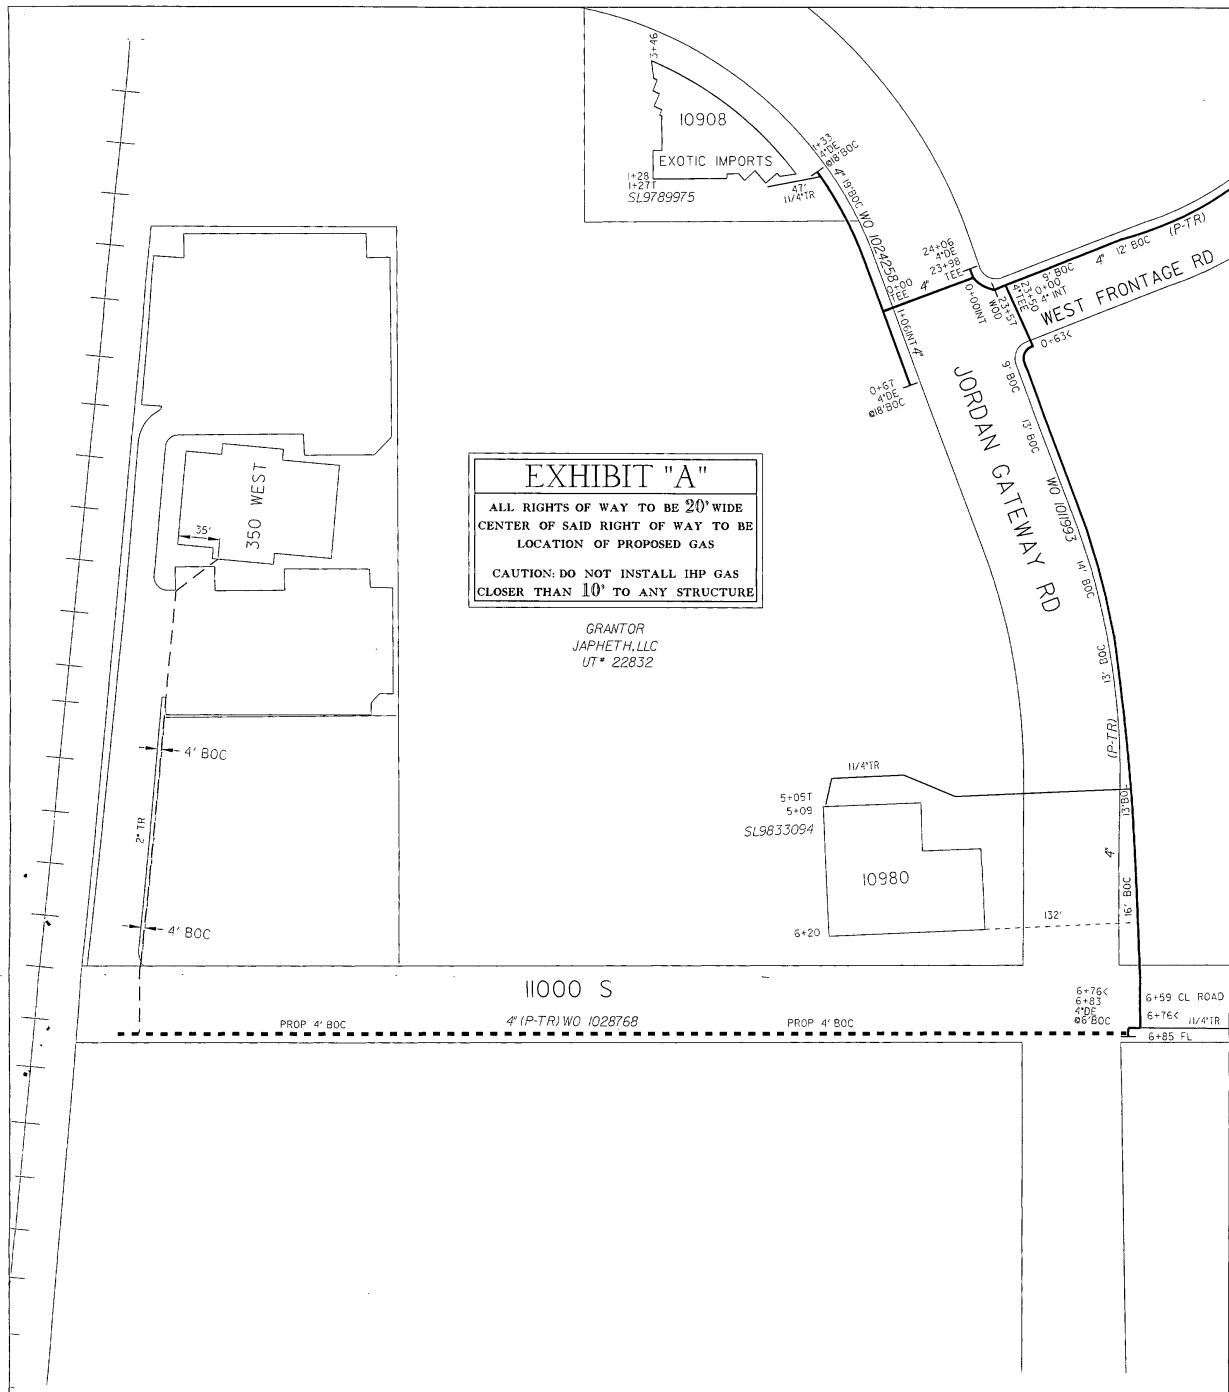 3+46
10908
EXOTIC IMPORTS
1+28
1+27T
SL9789975
47'
11/4"TR
1+33
4"DE
@18'BOC
4" 19'BOC WO 1024258
0+00
TEE
4"
24+06
4"DE
23+98
TEE
0+00INT
23+57
WOD
23+50
4"TEE
0+00
4" INT
9' BOC
4" 12' BOC (P-TR)
WEST FRONTAGE RD
0+63<
1+06INT 4"
0+67
4"DE
@18'BOC
JORDAN GATEWAY RD
9' BOC
13' BOC
WO 1011993
14' BOC
13' BOC
(P-TR)
13'BOC
4"
16' BOC
350 WEST
35'
EXHIBIT "A"
ALL RIGHTS OF WAY TO BE 20' WIDE
CENTER OF SAID RIGHT OF WAY TO BE
LOCATION OF PROPOSED GAS
CAUTION: DO NOT INSTALL IHP GAS
CLOSER THAN 10' TO ANY STRUCTURE
GRANTOR
JAPHETH, LLC
UT# 22832
4' BOC
2" TR
4' BOC
11/4"TR
5+05T
5+09
SL9833094
10980
6+20
132'
11000 S
PROP 4' BOC
4" (P-TR) WO 1028768
PROP 4' BOC
6+76<
6+83
4"DE
@6'BOC
6+59 CL ROAD
6+76<
11/4"TR
6+85 FL